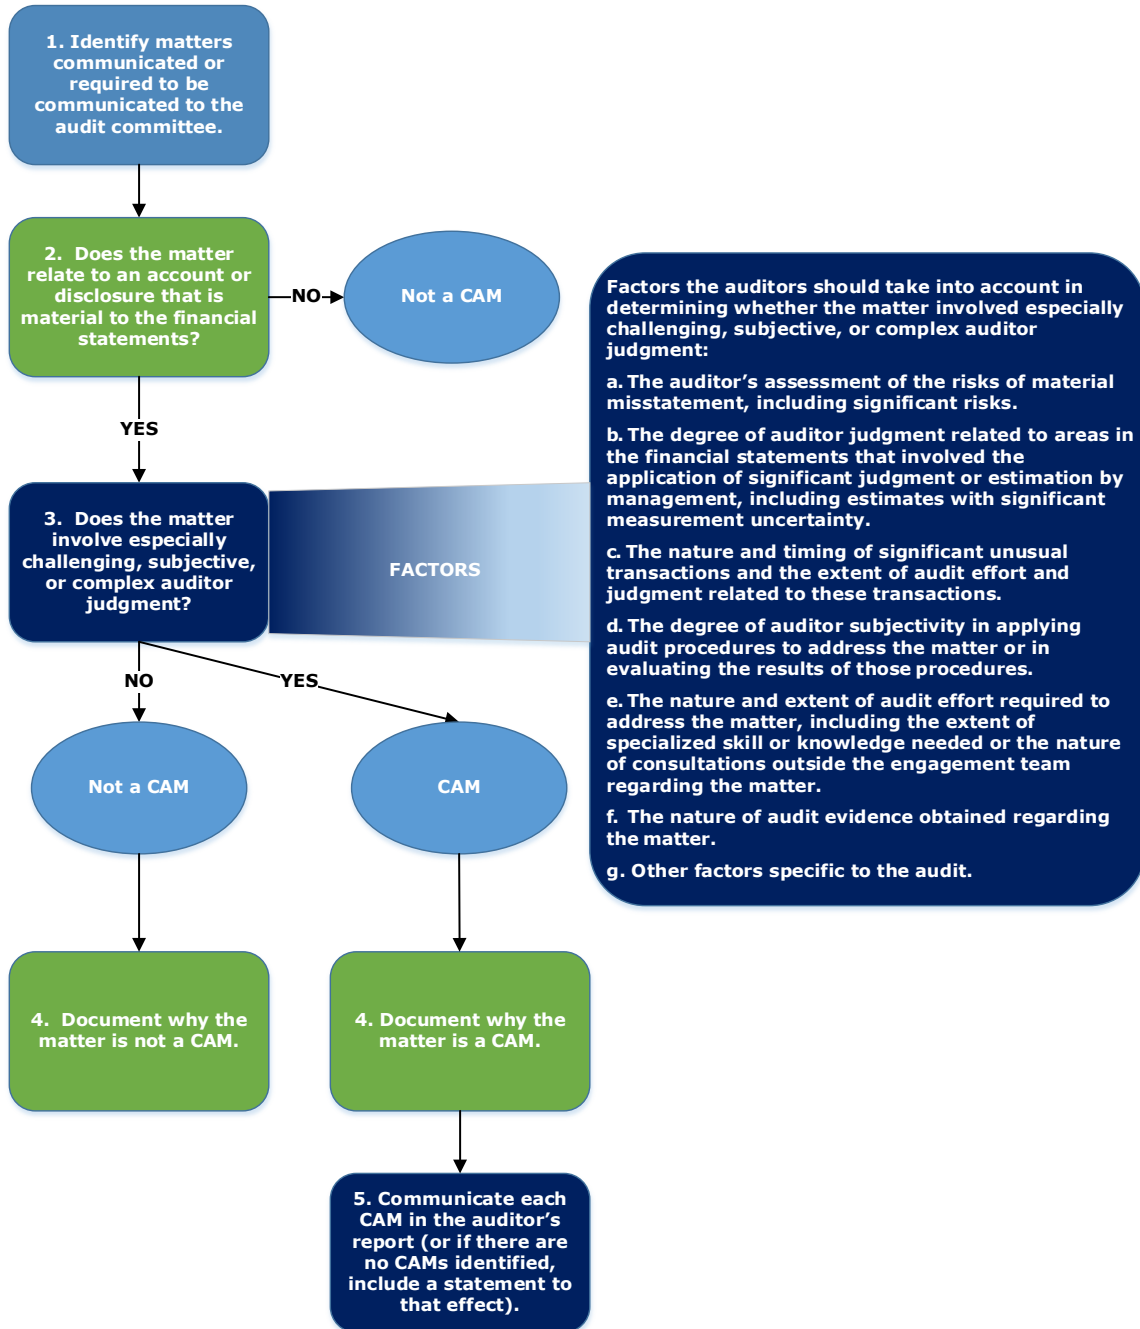 1. Identify matters
communicated or
required to be
communicated to the
audit committee.
2.  Does the matter
relate to an account or
disclosure that is
material to the financial
statements?
NO
Not a CAM
YES
3.  Does the matter
involve especially
challenging, subjective,
or complex auditor
judgment?
FACTORS
Factors the auditors should take into account in
determining whether the matter involved especially
challenging, subjective, or complex auditor
judgment:
a. The auditor’s assessment of the risks of material
misstatement, including significant risks.
b. The degree of auditor judgment related to areas in
the financial statements that involved the
application of significant judgment or estimation by
management, including estimates with significant
measurement uncertainty.
c. The nature and timing of significant unusual
transactions and the extent of audit effort and
judgment related to these transactions.
d. The degree of auditor subjectivity in applying
audit procedures to address the matter or in
evaluating the results of those procedures.
e. The nature and extent of audit effort required to
address the matter, including the extent of
specialized skill or knowledge needed or the nature
of consultations outside the engagement team
regarding the matter.
f.  The nature of audit evidence obtained regarding
the matter.
g. Other factors specific to the audit.
NO
YES
Not a CAM
CAM
4.  Document why the
matter is not a CAM.
4. Document why the
matter is a CAM.
5. Communicate each
CAM in the auditor’s
report (or if there are
no CAMs identified,
include a statement to
that effect).